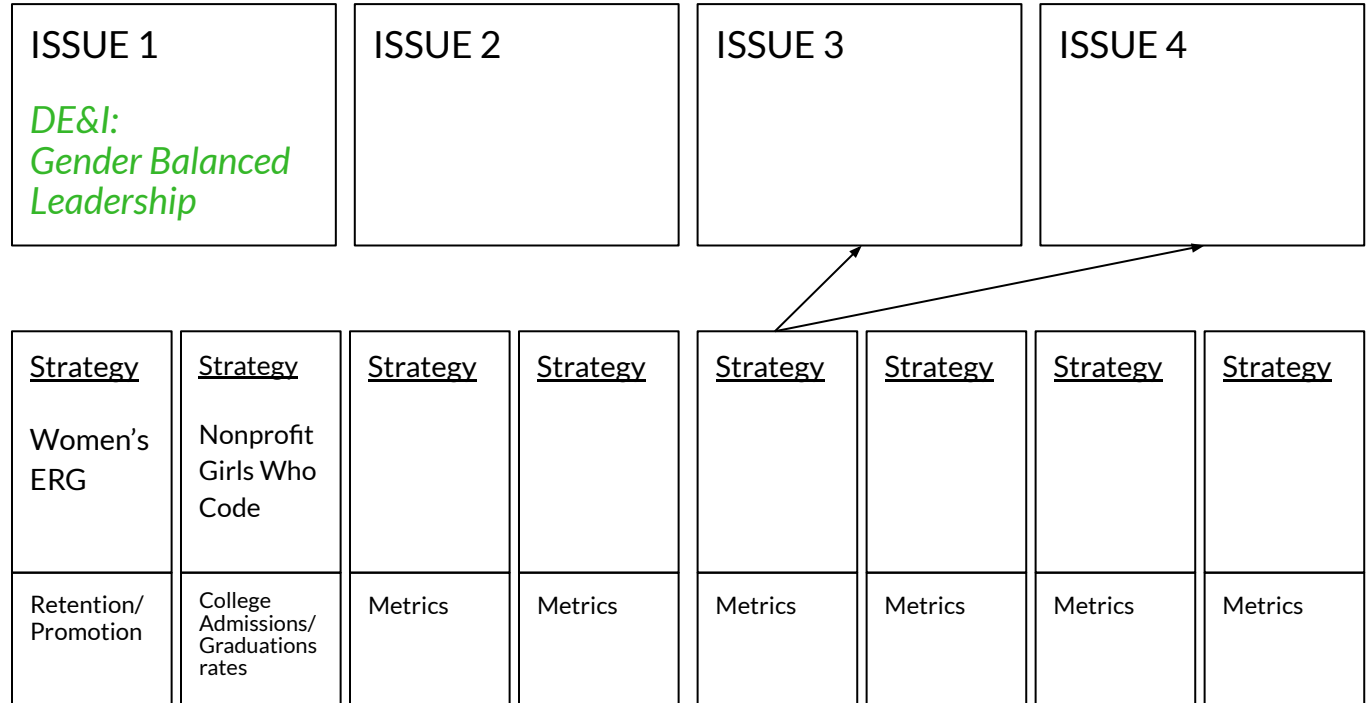 ISSUE 1
DE&I:
Gender Balanced
Leadership
ISSUE 2
ISSUE 3
ISSUE 4
Strategy
Women’s
ERG
Retention/
Promotion
Strategy
Nonprofit
Girls Who
Code
College
Admissions/
Graduations
rates
Strategy
Metrics
Strategy
Metrics
Strategy
Metrics
Strategy
Metrics
Strategy
Metrics
Strategy
Metrics